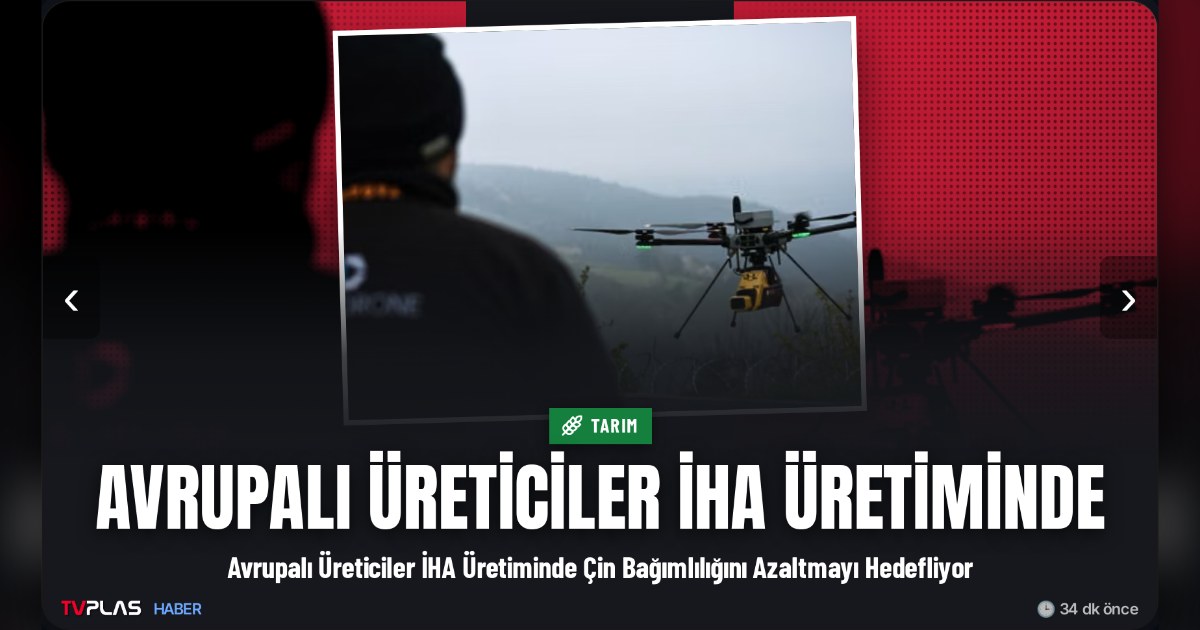 RONE
TARIM
AVRUPALI ÜRETİCİLER İHA ÜRETİMİNDE
Avrupalı Üreticiler İHA Üretiminde Çin Bağımlılığını Azaltmayı Hedefliyor
TVPLAS HABER
34 dk önce